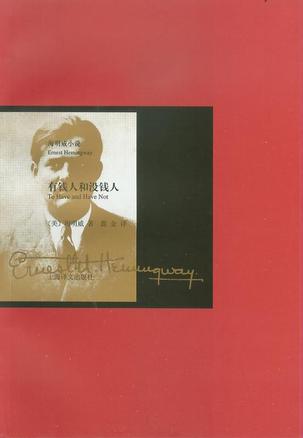 海明威小说
Ernest Hemingway
有钱人和没钱人
To Have and Have Not
〔美〕海明威 著 鹿金 译
Ernest M. Hemingway.
上海译文出版社